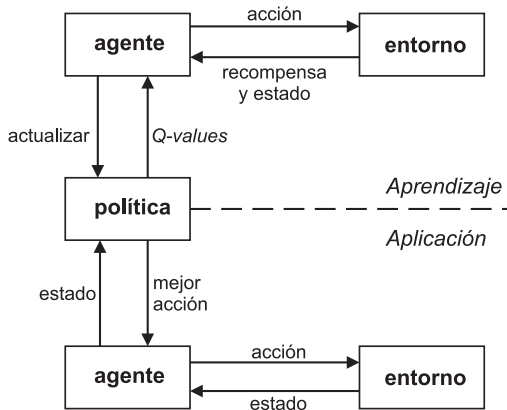 acción
agente
entorno
recompensa
y estado
actualizar
Q-values
Aprendizaje
política
Aplicación
estado
mejor
acción
acción
agente
entorno
estado